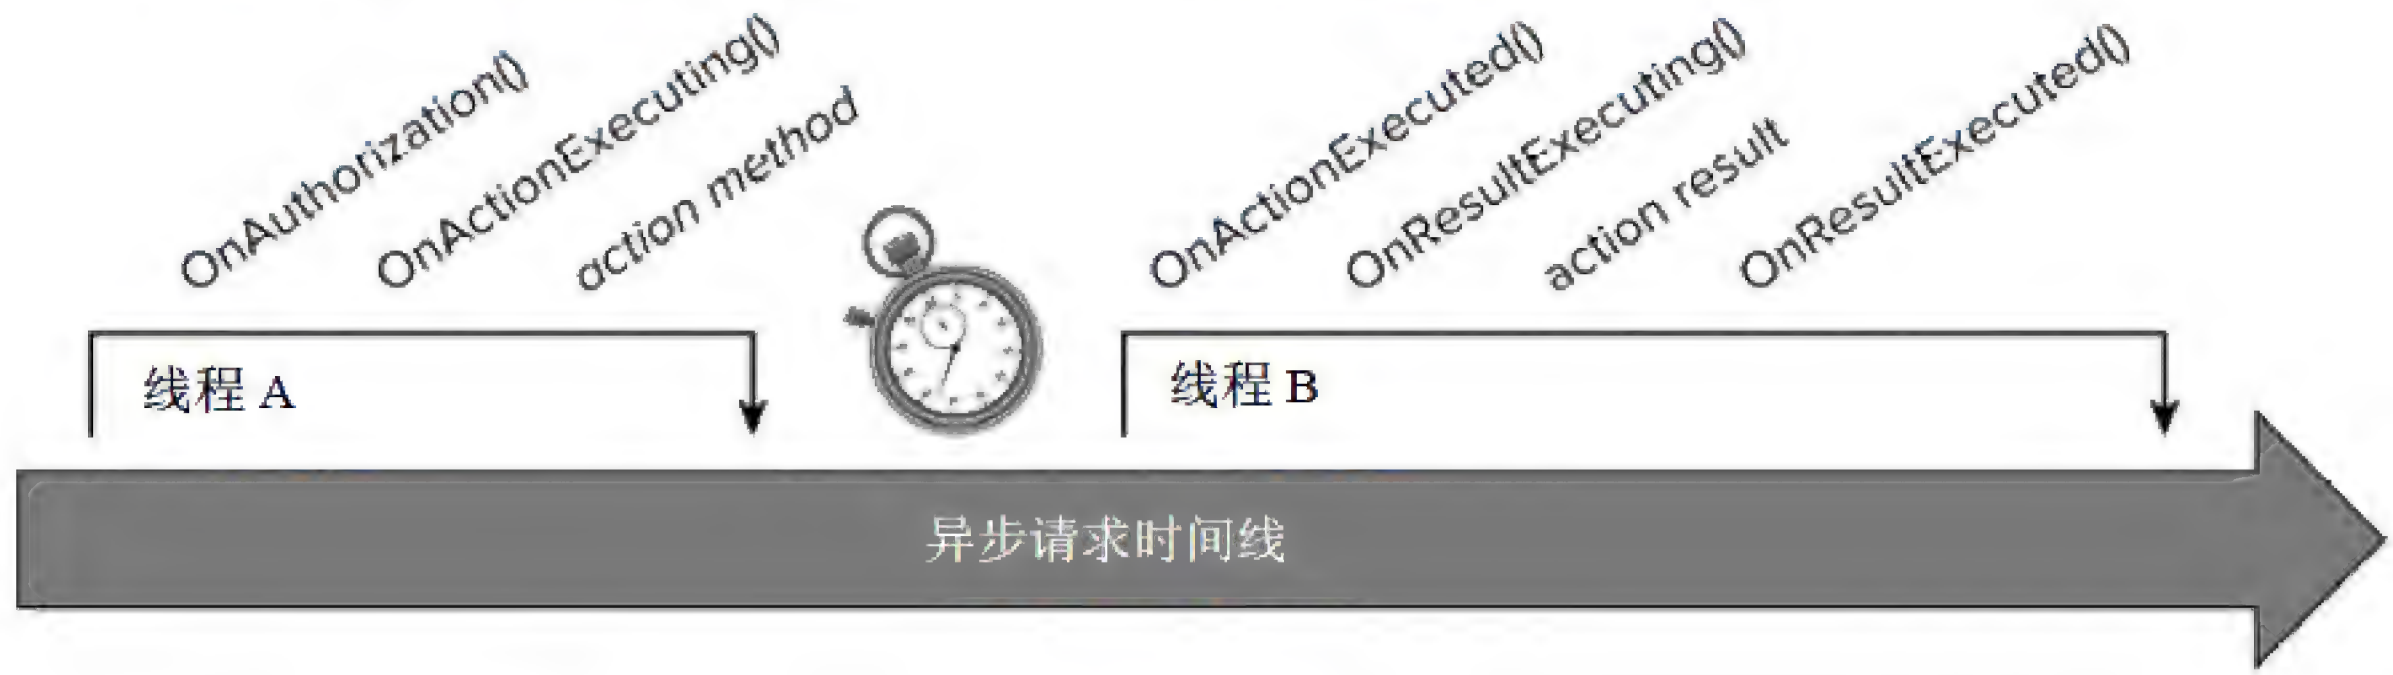 OnAuthorization()
OnActionExecuting()
action method
OnActionExecuted()
OnResultExecuting()
action result
OnResultExecuted()
线程 A
线程 B
异步请求时间线